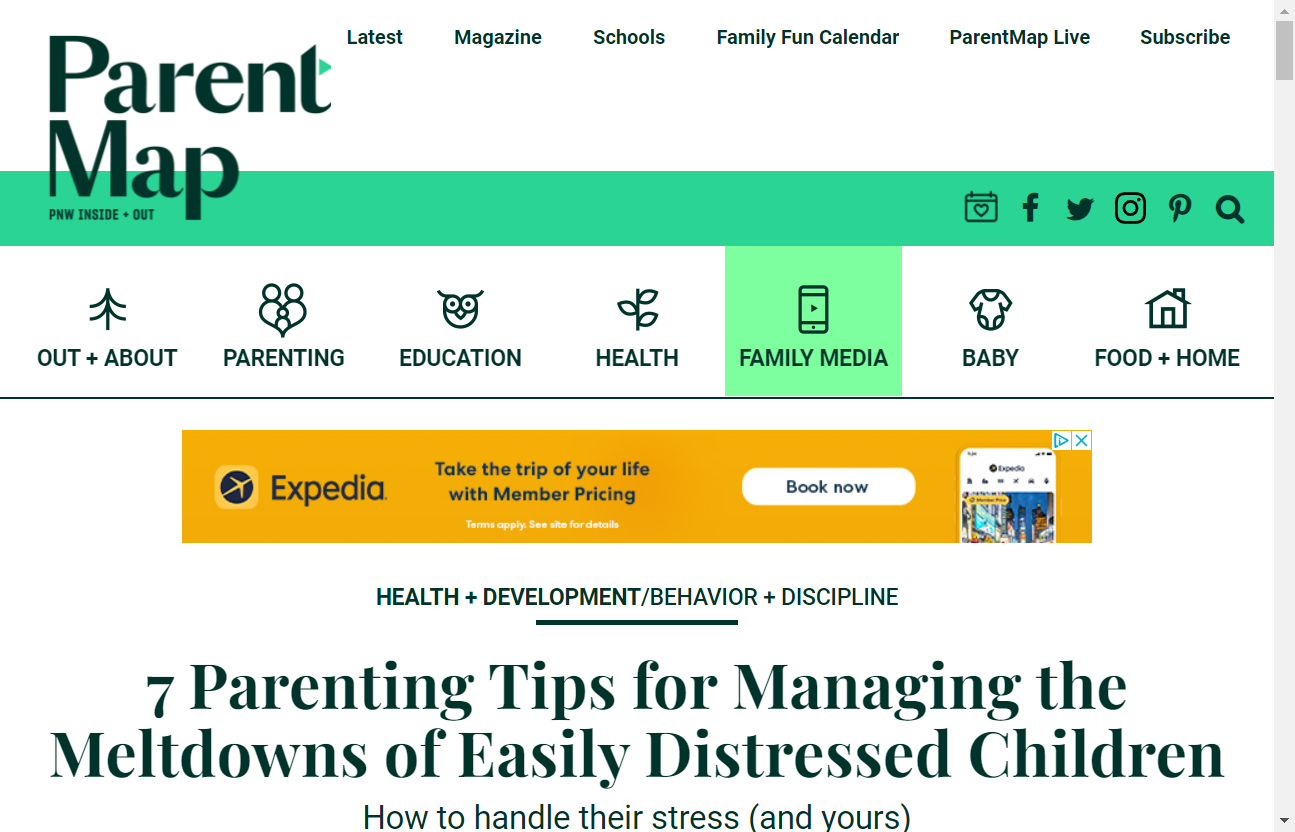 Latest Magazine Schools Family Fun Calendar ParentMap Live Subscribe
Parent
Map
PNW INSIDE + OUT
OUT + ABOUT PARENTING EDUCATION HEALTH FAMILY MEDIA BABY FOOD + HOME
Expedia
Take the trip of your life
with Member Pricing
Terms apply. See site for details
Book now
Expedia
Member Price
HEALTH + DEVELOPMENT/BEHAVIOR + DISCIPLINE
7 Parenting Tips for Managing the
Meltdowns of Easily Distressed Children
How to handle their stress (and yours)